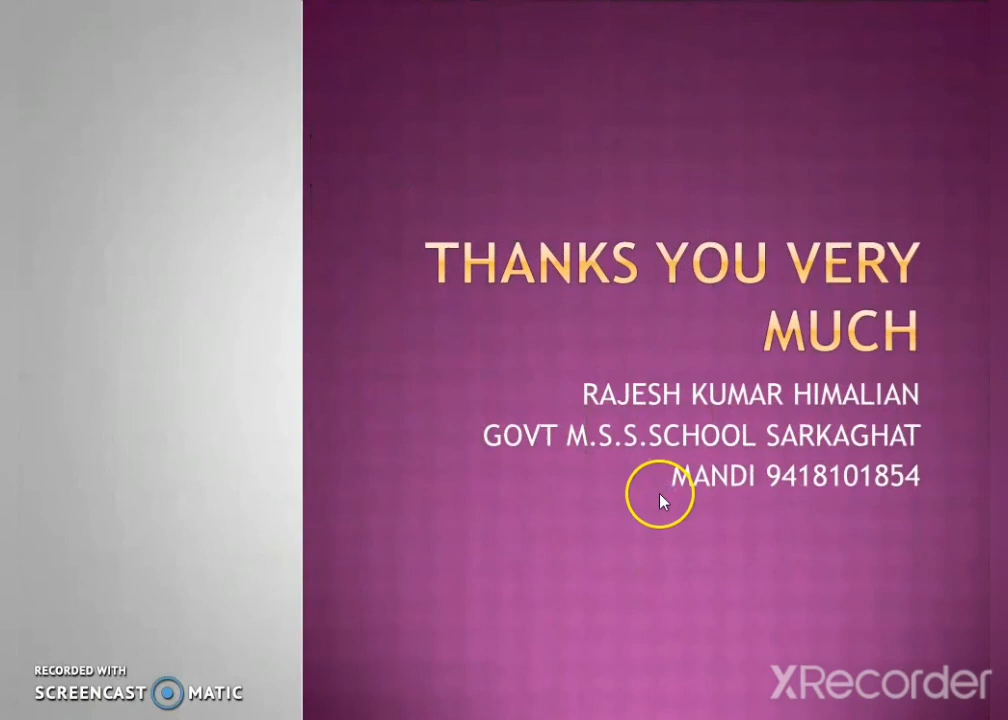 THANKS YOU VERY
MUCH
RAJESH KUMAR HIMALIAN
GOVT M.S.S.SCHOOL SARKAGHAT
MANDI 9418101854
RECORDED WITH
SCREENCAST MATIC
XRecorder